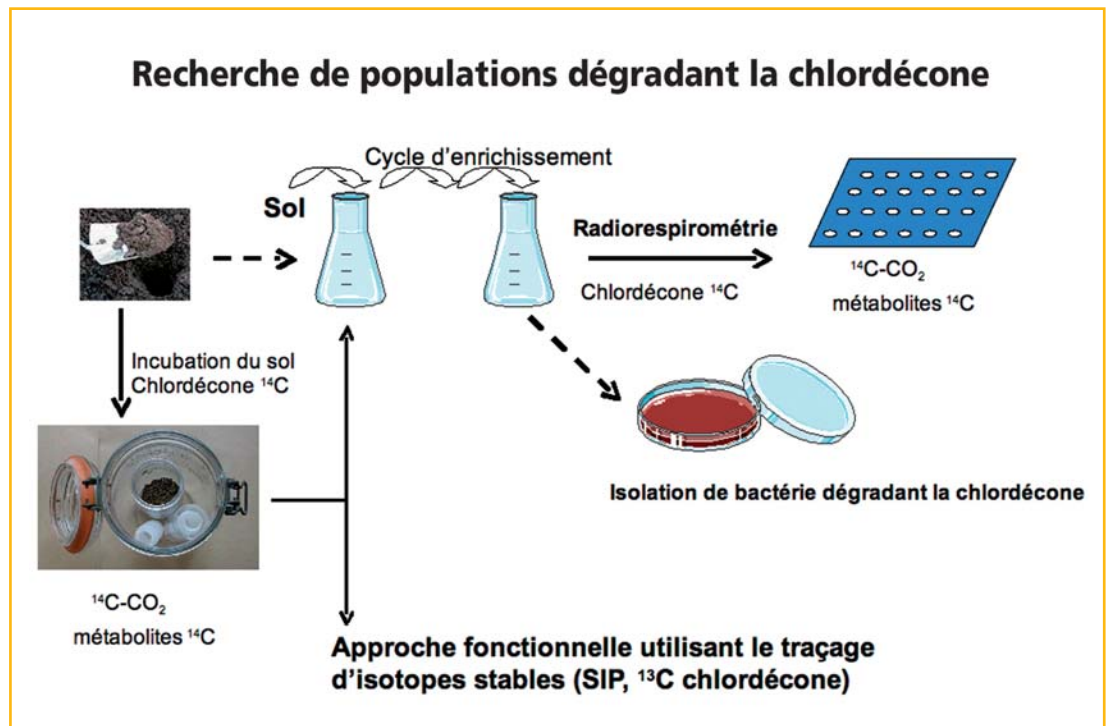 Recherche de populations dégradant la chlordécone
Cycle d'enrichissement
Sol
Radiorespirométrie
Chlordécone ¹⁴C
¹⁴C-CO₂
métabolites ¹⁴C
Incubation du sol
Chlordécone ¹⁴C
Isolation de bactérie dégradant la chlordécone
¹⁴C-CO₂
métabolites ¹⁴C
Approche fonctionnelle utilisant le traçage
d'isotopes stables (SIP, ¹³C chlordécone)